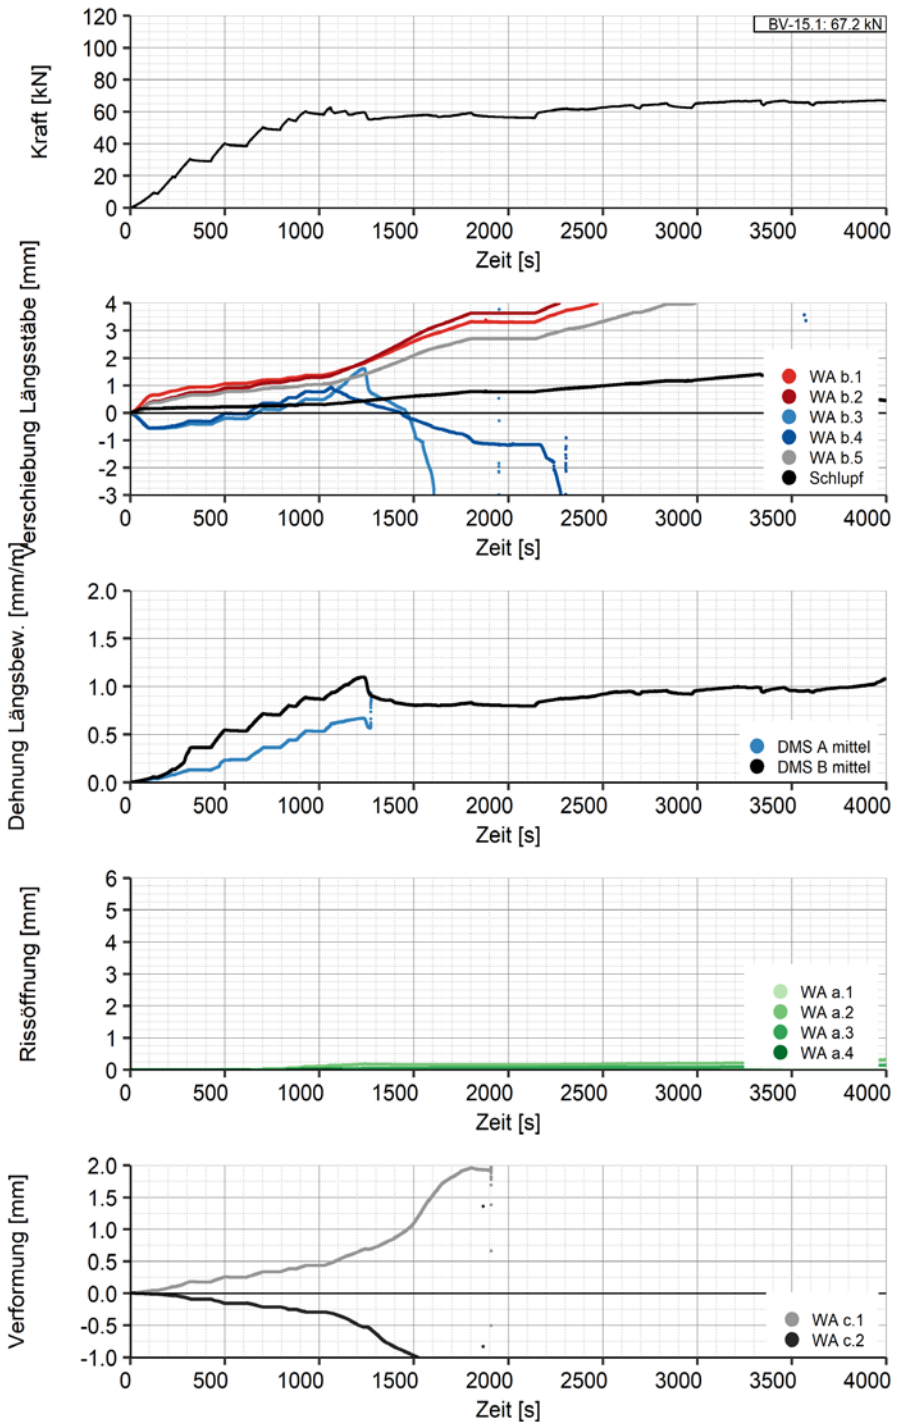 BV-15.1: 67.2 kN
Kraft [kN]
120
100
80
60
40
20
0
0 500 1000 1500 2000 2500 3000 3500 4000
Zeit [s]
Verschiebung Längsstäbe [mm]
4
3
2
1
0
-1
-2
-3
WA b.1
WA b.2
WA b.3
WA b.4
WA b.5
Schlupf
0 500 1000 1500 2000 2500 3000 3500 4000
Zeit [s]
Dehnung Längsbew. [mm/m]
2.0
1.5
1.0
0.5
0.0
DMS A mittel
DMS B mittel
0 500 1000 1500 2000 2500 3000 3500 4000
Zeit [s]
Rissöffnung [mm]
6
5
4
3
2
1
0
WA a.1
WA a.2
WA a.3
WA a.4
0 500 1000 1500 2000 2500 3000 3500 4000
Zeit [s]
Verformung [mm]
2.0
1.5
1.0
0.5
0.0
-0.5
-1.0
WA c.1
WA c.2
0 500 1000 1500 2000 2500 3000 3500 4000
Zeit [s]